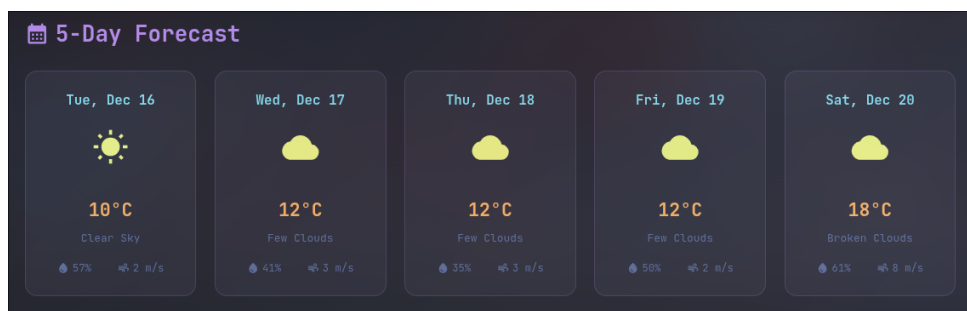 5-Day Forecast
Tue, Dec 16
10°C
Clear Sky
57% 2 m/s
Wed, Dec 17
12°C
Few Clouds
41% 3 m/s
Thu, Dec 18
12°C
Few Clouds
35% 3 m/s
Fri, Dec 19
12°C
Few Clouds
50% 2 m/s
Sat, Dec 20
18°C
Broken Clouds
61% 8 m/s